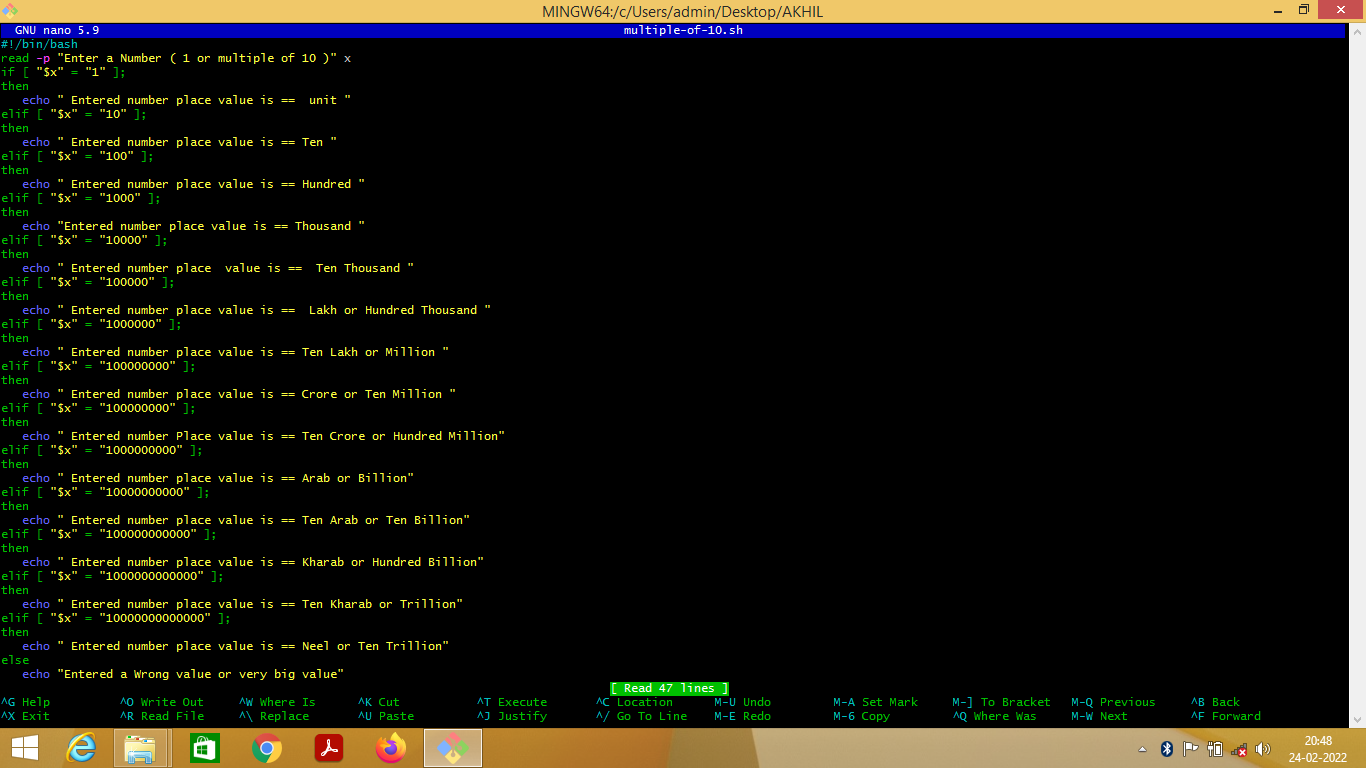 MINGW64:/c/Users/admin/Desktop/AKHIL
GNU nano 5.9 multiple-of-10.sh
#!/bin/bash
read -p "Enter a Number ( 1 or multiple of 10 )" x
if [ "$x" = "1" ];
then
   echo " Entered number place value is ==  unit "
elif [ "$x" = "10" ];
then
   echo " Entered number place value is == Ten "
elif [ "$x" = "100" ];
then
   echo " Entered number place value is == Hundred "
elif [ "$x" = "1000" ];
then
   echo "Entered number place value is == Thousand "
elif [ "$x" = "10000" ];
then
   echo " Entered number place  value is ==  Ten Thousand "
elif [ "$x" = "100000" ];
then
   echo " Entered number place value is ==  Lakh or Hundred Thousand "
elif [ "$x" = "1000000" ];
then
   echo " Entered number place value is == Ten Lakh or Million "
elif [ "$x" = "100000000" ];
then
   echo " Entered number place value is == Crore or Ten Million "
elif [ "$x" = "100000000" ];
then
   echo " Entered number Place value is == Ten Crore or Hundred Million"
elif [ "$x" = "1000000000" ];
then
   echo " Entered number place value is == Arab or Billion"
elif [ "$x" = "10000000000" ];
then
   echo " Entered number place value is == Ten Arab or Ten Billion"
elif [ "$x" = "100000000000" ];
then
   echo " Entered number place value is == Kharab or Hundred Billion"
elif [ "$x" = "1000000000000" ];
then
   echo " Entered number place value is == Ten Kharab or Trillion"
elif [ "$x" = "10000000000000" ];
then
   echo " Entered number place value is == Neel or Ten Trillion"
else
   echo "Entered a Wrong value or very big value"
[ Read 47 lines ]
^G Help ^O Write Out ^W Where Is ^K Cut ^T Execute ^C Location M-U Undo M-A Set Mark M-] To Bracket M-Q Previous ^B Back
^X Exit ^R Read File ^\ Replace ^U Paste ^J Justify ^/ Go To Line M-E Redo M-6 Copy ^Q Where Was M-W Next ^F Forward
20:48
24-02-2022